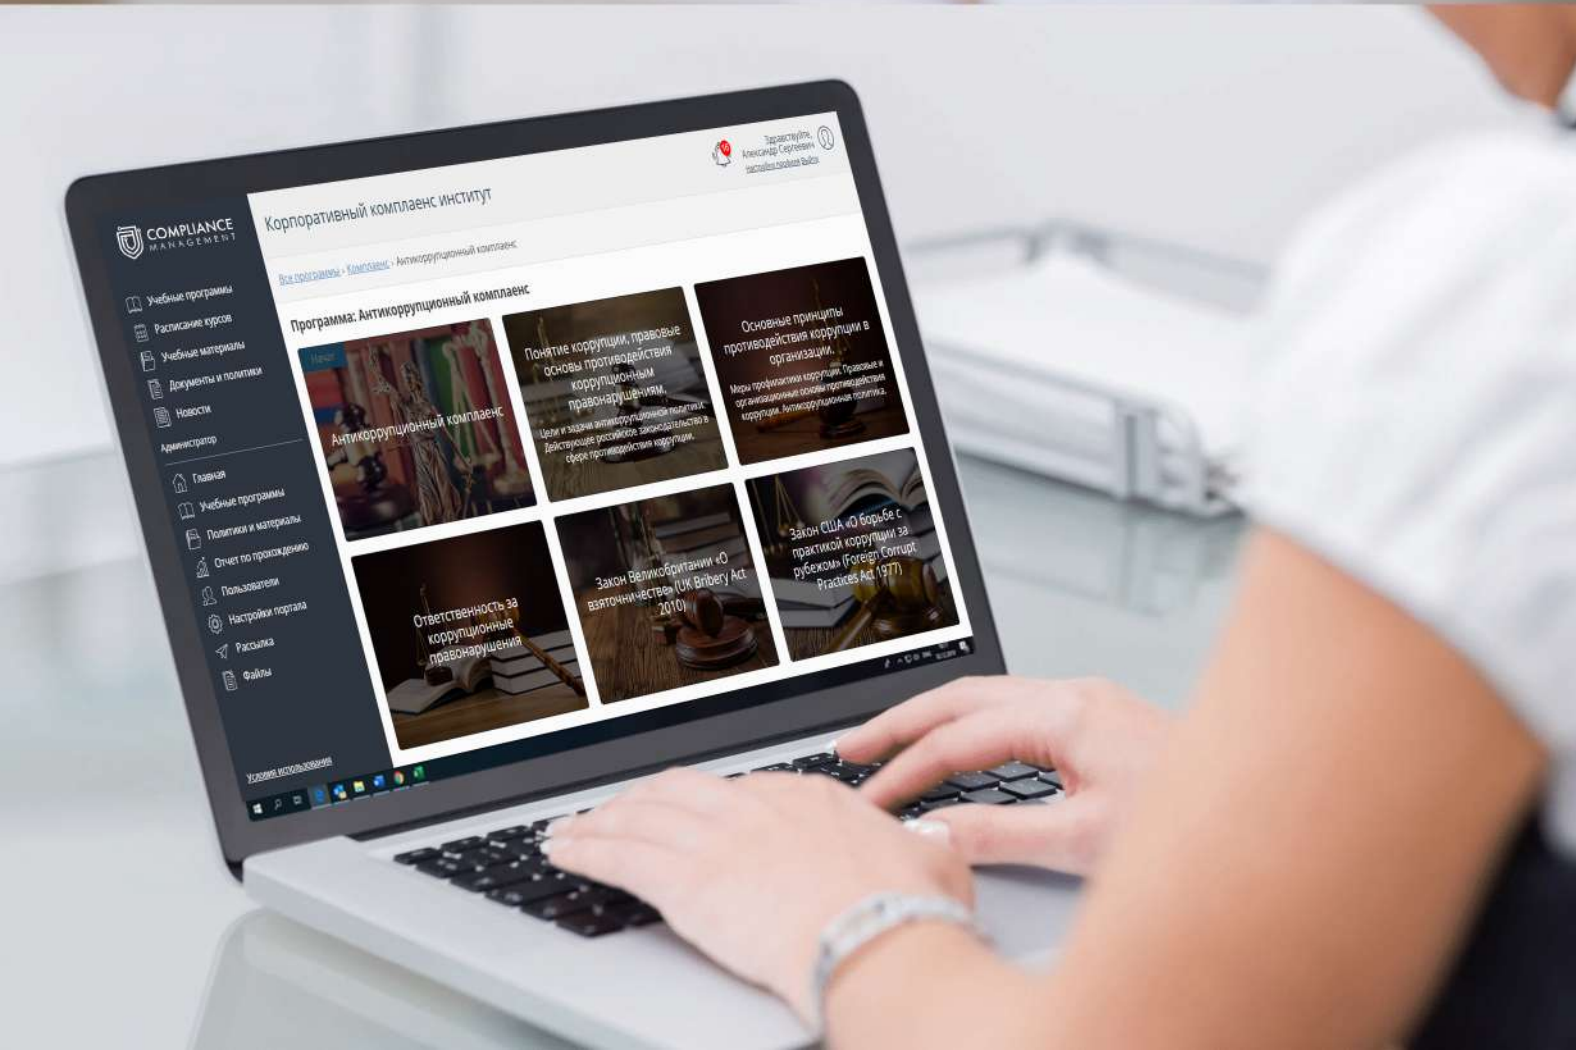 COMPLIANCE
MANAGEMENT
Учебные программы
Расписание курсов
Учебные материалы
Документы и политики
Новости
Администратор
Главная
Учебные программы
Политики и материалы
Отчет по прохождению
Пользователи
Настройки портала
Рассылка
Файлы
Условия использования
Корпоративный комплаенс институт
Здравствуйте,
Александр Сергеевич
Настройки профиля Выйти
Все программы › Комплаенс › Антикоррупционный комплаенс
Программа: Антикоррупционный комплаенс
Начат
Антикоррупционный комплаенс
Понятие коррупции, правовые
основы противодействия
коррупционным
правонарушениям.
Цели и задачи антикоррупционной политики.
Действующее российское законодательство в
сфере противодействия коррупции.
Основные принципы
противодействия коррупции в
организации.
Меры профилактики коррупции. Правовые и
организационные основы противодействия
коррупции. Антикоррупционная политика.
Ответственность за
коррупционные
правонарушения
Закон Великобритании «О
взяточничестве» (UK Bribery Act
2010)
Закон США «О борьбе с
практикой коррупции за
рубежом» (Foreign Corrupt
Practices Act 1977)